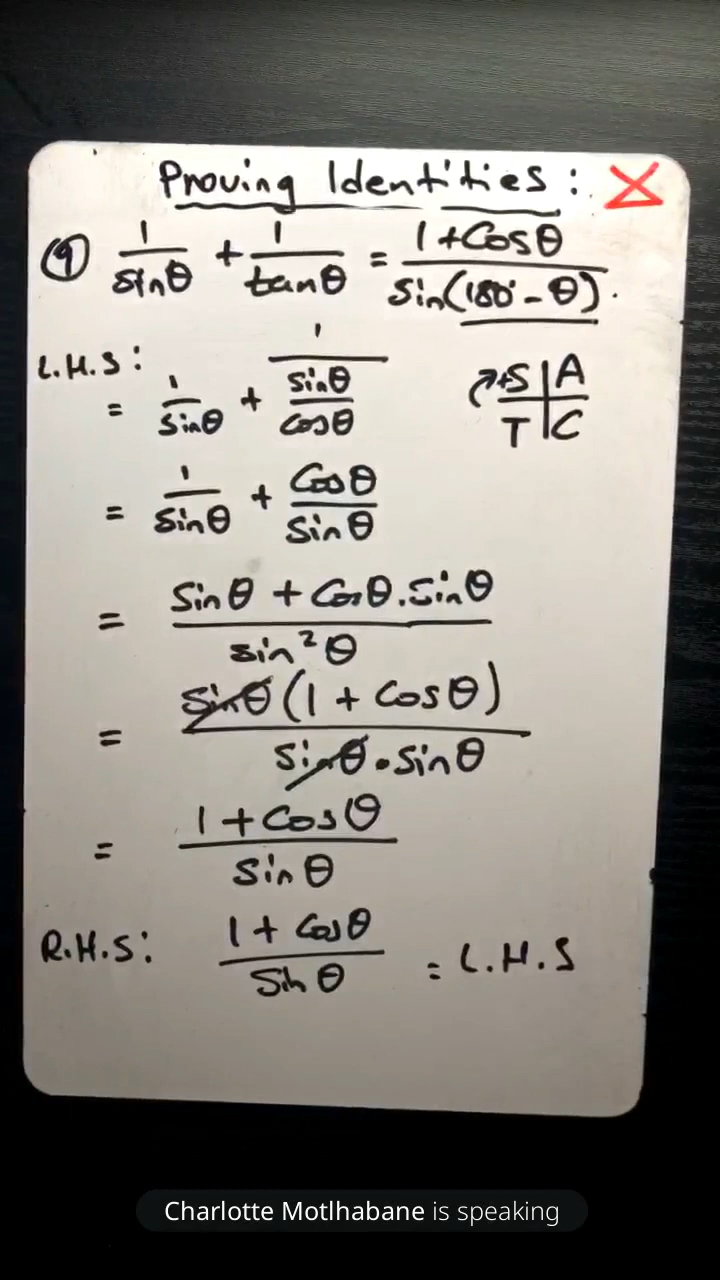 Proving Identities: X
9) 1/sinθ + 1/tanθ = 1+Cosθ/sin(180° - θ).
L.H.S:
= 1/sinθ + 1/(sinθ/cosθ)
S A
T C
= 1/sinθ + Cosθ/sinθ
= Sinθ + Cosθ.sinθ/sin²θ
= sinθ(1 + Cosθ)/sinθ.sinθ
= 1+Cosθ/sinθ
R.H.S: 1+ Cosθ/Sinθ = L.H.S
Charlotte Motlhabane is speaking